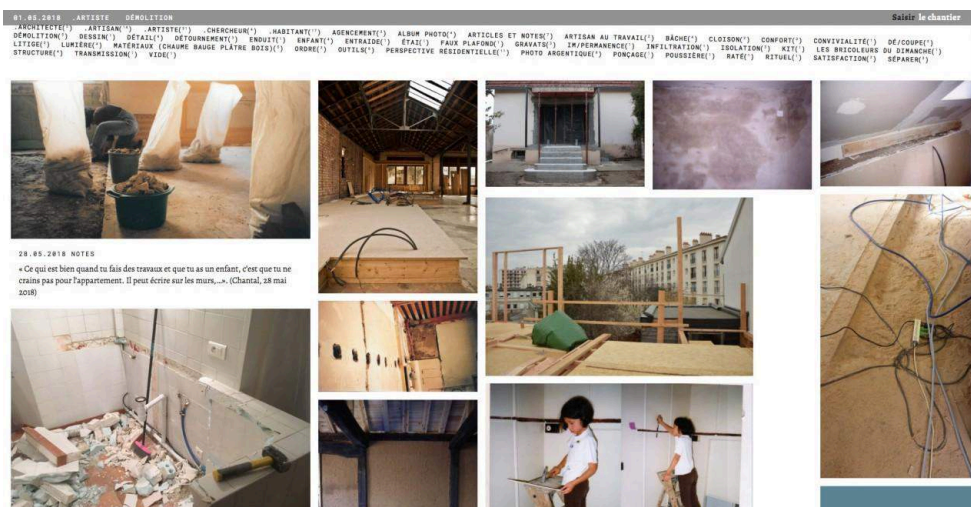 01.05.2018 .ARTISTE DÉMOLITION Saisir le chantier
.ARCHITECTE(') .ARTISAN(') .ARTISTE('') .CHERCHEUR(') .HABITANT('') AGENCEMENT(') ALBUM PHOTO(') ARTICLES ET NOTES(') ARTISAN AU TRAVAIL(') BÂCHE(') CLOISON(') CONFORT(') CONVIVIALITÉ(') DÉ/COUPE(')
DÉMOLITION(') DESSIN(') DÉTAIL(') DÉTOURNEMENT(') ENDUIT(') ENFANT(') ENTRAIDE(') ÉTAI(') FAUX PLAFOND(') GRAVATS(') IM/PERMANENCE(') INFILTRATION(') ISOLATION(') KIT(') LES BRICOLEURS DU DIMANCHE(')
LITIGE(') LUMIÈRE(') MATÉRIAUX (CHAUME BAUGE PLÂTRE BOIS)(') ORDRE(') OUTILS(') PERSPECTIVE RÉSIDENTIELLE('') PHOTO ARGENTIQUE(') PONÇAGE(') POUSSIÈRE(') RATÉ(') RITUEL(') SATISFACTION(') SÉPARER(')
STRUCTURE(') TRANSMISSION(') VIDE(')
28.05.2018 NOTES
« Ce qui est bien quand tu fais des travaux et que tu as un enfant, c'est que tu ne
crains pas pour l'appartement. Il peut écrire sur les murs,...». (Chantal, 28 mai
2018)